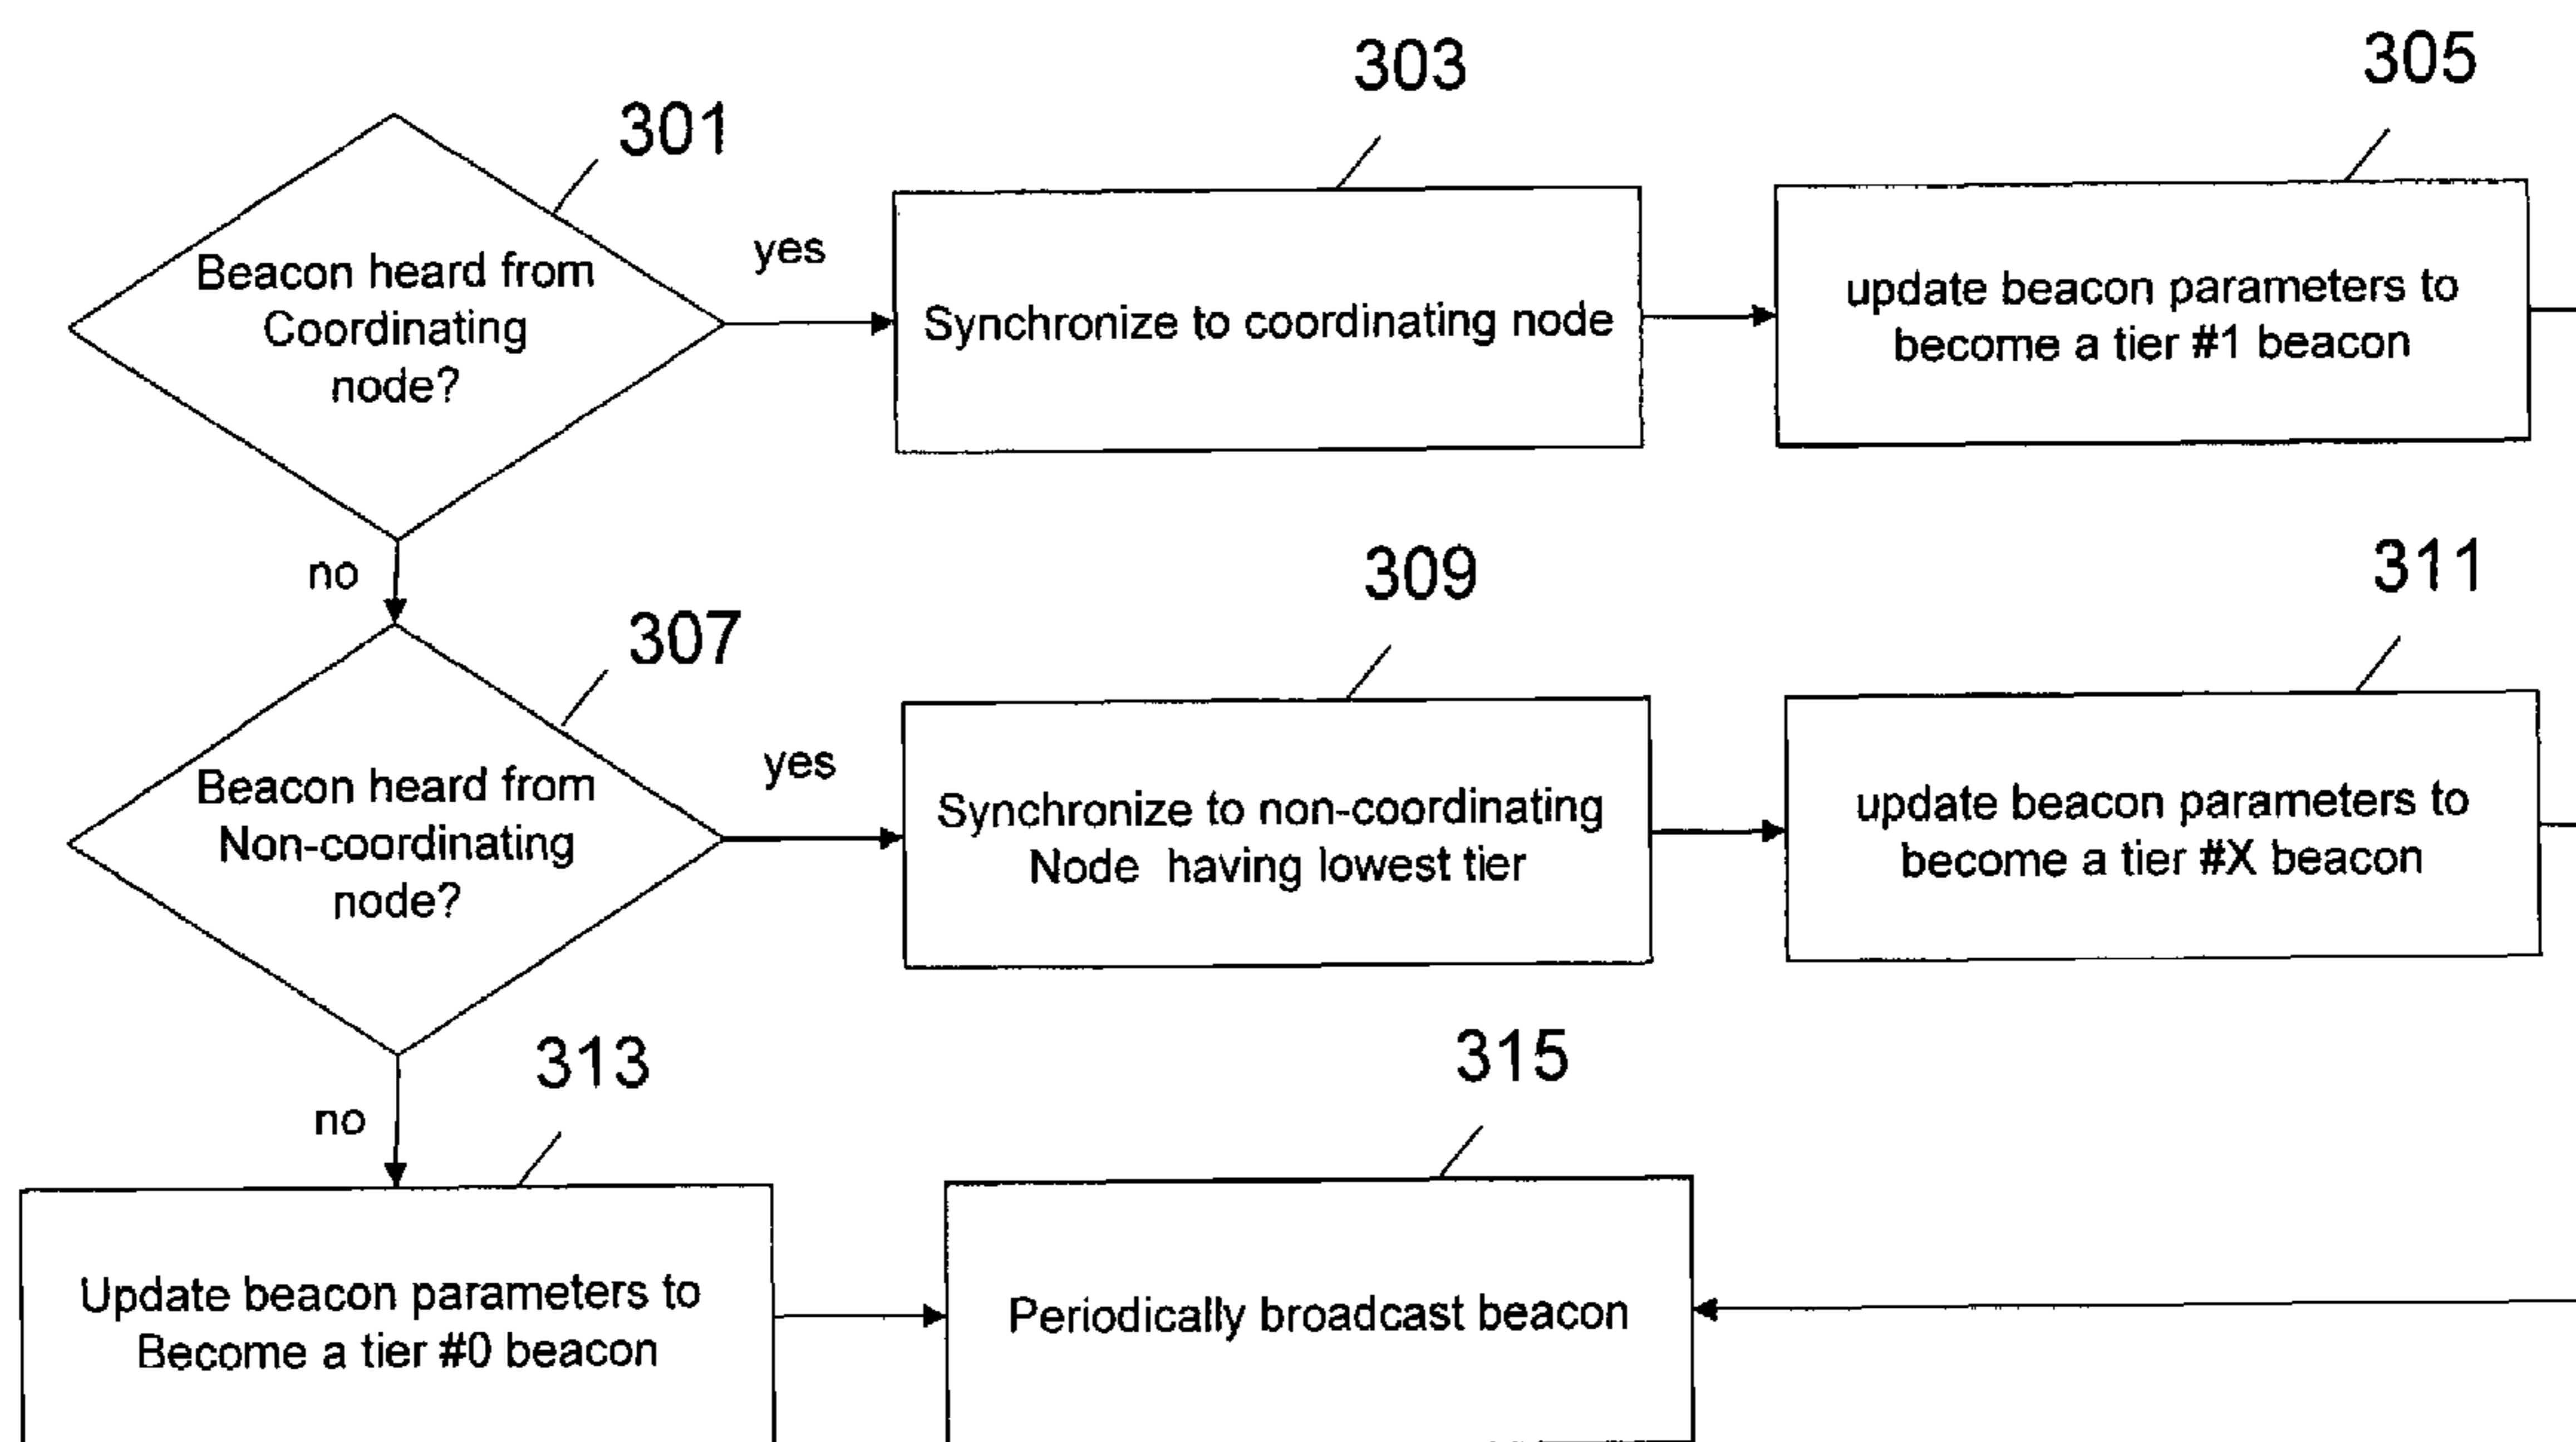 303
305
301
yes
Beacon heard from
Coordinating
node?
Synchronize to coordinating node
update beacon parameters to
become a tier #1 beacon
no
309
311
307
yes
Beacon heard from
Non-coordinating
node?
Synchronize to non-coordinating
Node having lowest tier
update beacon parameters to
become a tier #X beacon
313
315
no
Update beacon parameters to
Become a tier #0 beacon
Periodically broadcast beacon